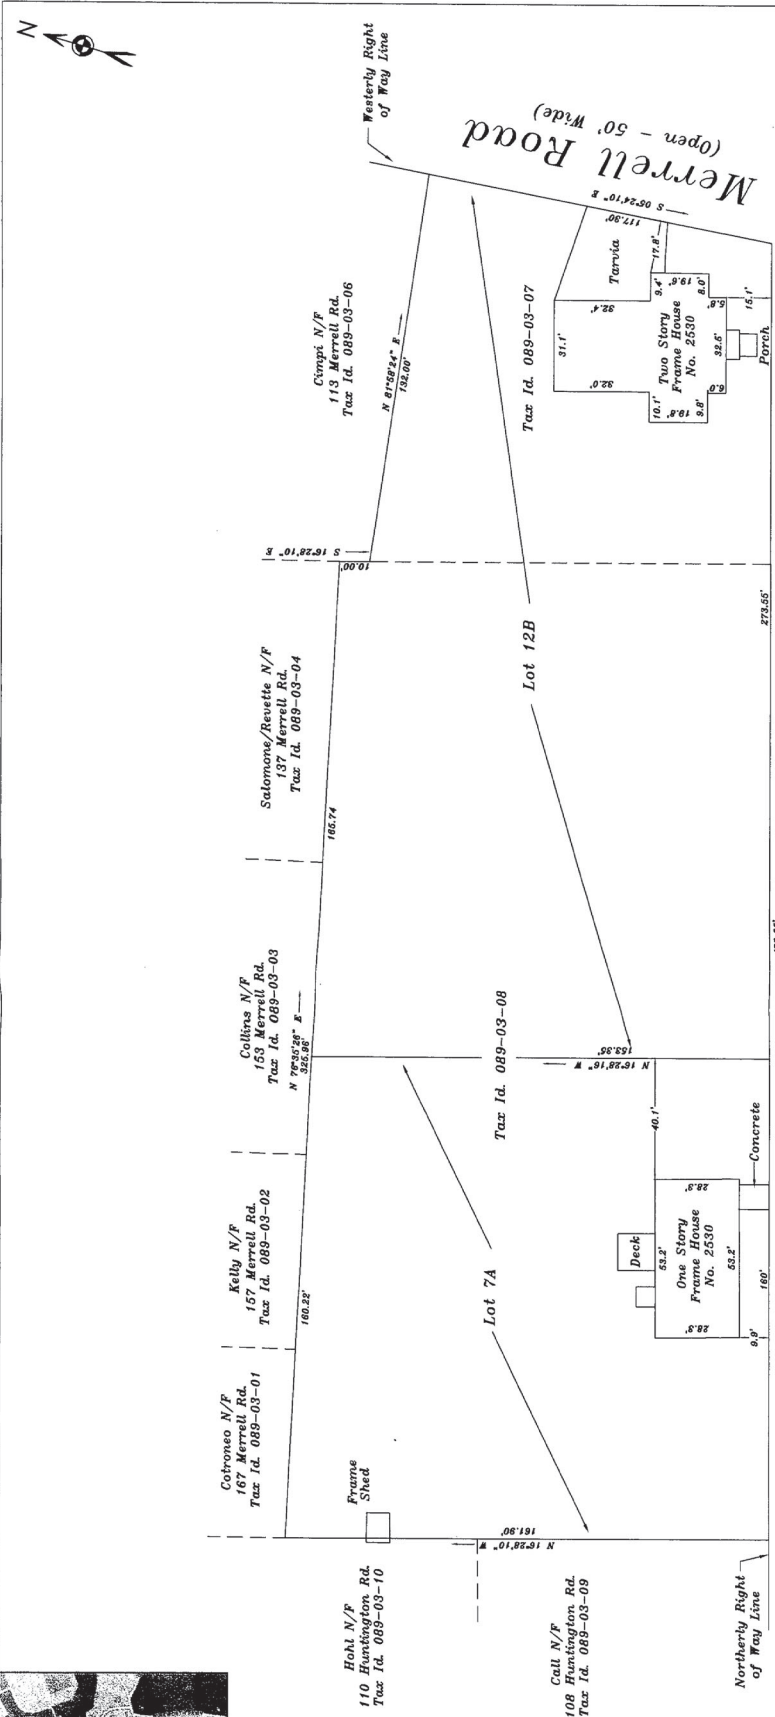 N
Westerly Right
of Way Line
Merrell Road
(Open - 50' Wide)
S 05°24'10" E
117.30'
Cimpi N/F
113 Merrell Rd.
Tax Id. 089-03-06
N 81°58'24" E
132.00'
S 16°28'10" E
10.00'
Tax Id. 089-03-07
Tarvia
17.8'
31.1'
32.4'
32.0'
9.4'
19.6'
8.0'
5.8'
32.6'
6.0'
9.8'
19.8'
10.1'
Two Story
Frame House
No. 2530
Porch
15.1'
Salomone/Revette N/F
137 Merrell Rd.
Tax Id. 089-03-04
165.74
Lot 12B
273.55'
Collins N/F
153 Merrell Rd.
Tax Id. 089-03-03
N 76°35'26" E
325.96'
Tax Id. 089-03-08
N 16°28'16" W
153.35'
40.1'
Kelly N/F
157 Merrell Rd.
Tax Id. 089-03-02
160.22'
Lot 7A
Deck
53.2'
28.3'
One Story
Frame House
No. 2530
53.2'
28.3'
Concrete
160'
9.9'
Cotroneo N/F
167 Merrell Rd.
Tax Id. 089-03-01
Frame
Shed
N 16°28'10" W
161.90'
Hohl N/F
110 Huntington Rd.
Tax Id. 089-03-10
Call N/F
108 Huntington Rd.
Tax Id. 089-03-09
Northerly Right
of Way Line